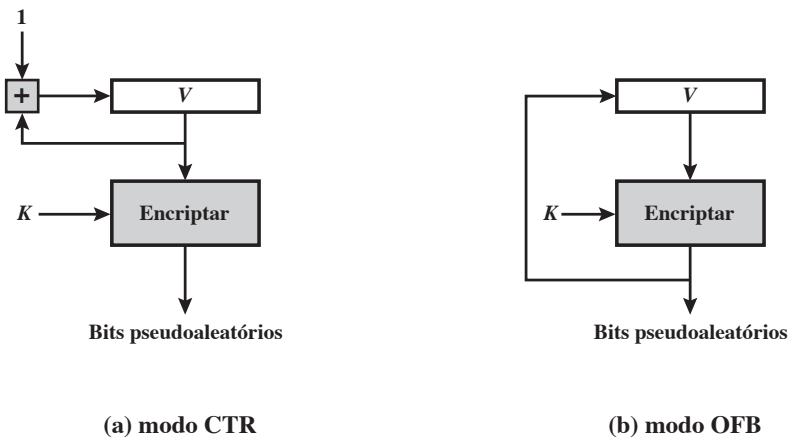 1
+
V
K
Encriptar
Bits pseudoaleatórios
(a) modo CTR
V
K
Encriptar
Bits pseudoaleatórios
(b) modo OFB